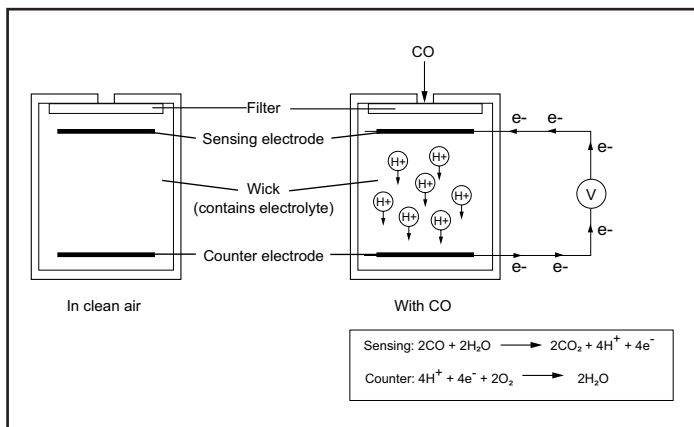 CO
Filter
Sensing electrode
e- e-
e-
H+ H+
H+
H+
H+
H+ H+
V
Wick
(contains electrolyte)
e-
Counter electrode
e- e-
In clean air
With CO
Sensing: 2CO + 2H₂O ⟶ 2CO₂ + 4H⁺ + 4e⁻
Counter: 4H⁺ + 4e⁻ + 2O₂ ⟶ 2H₂O